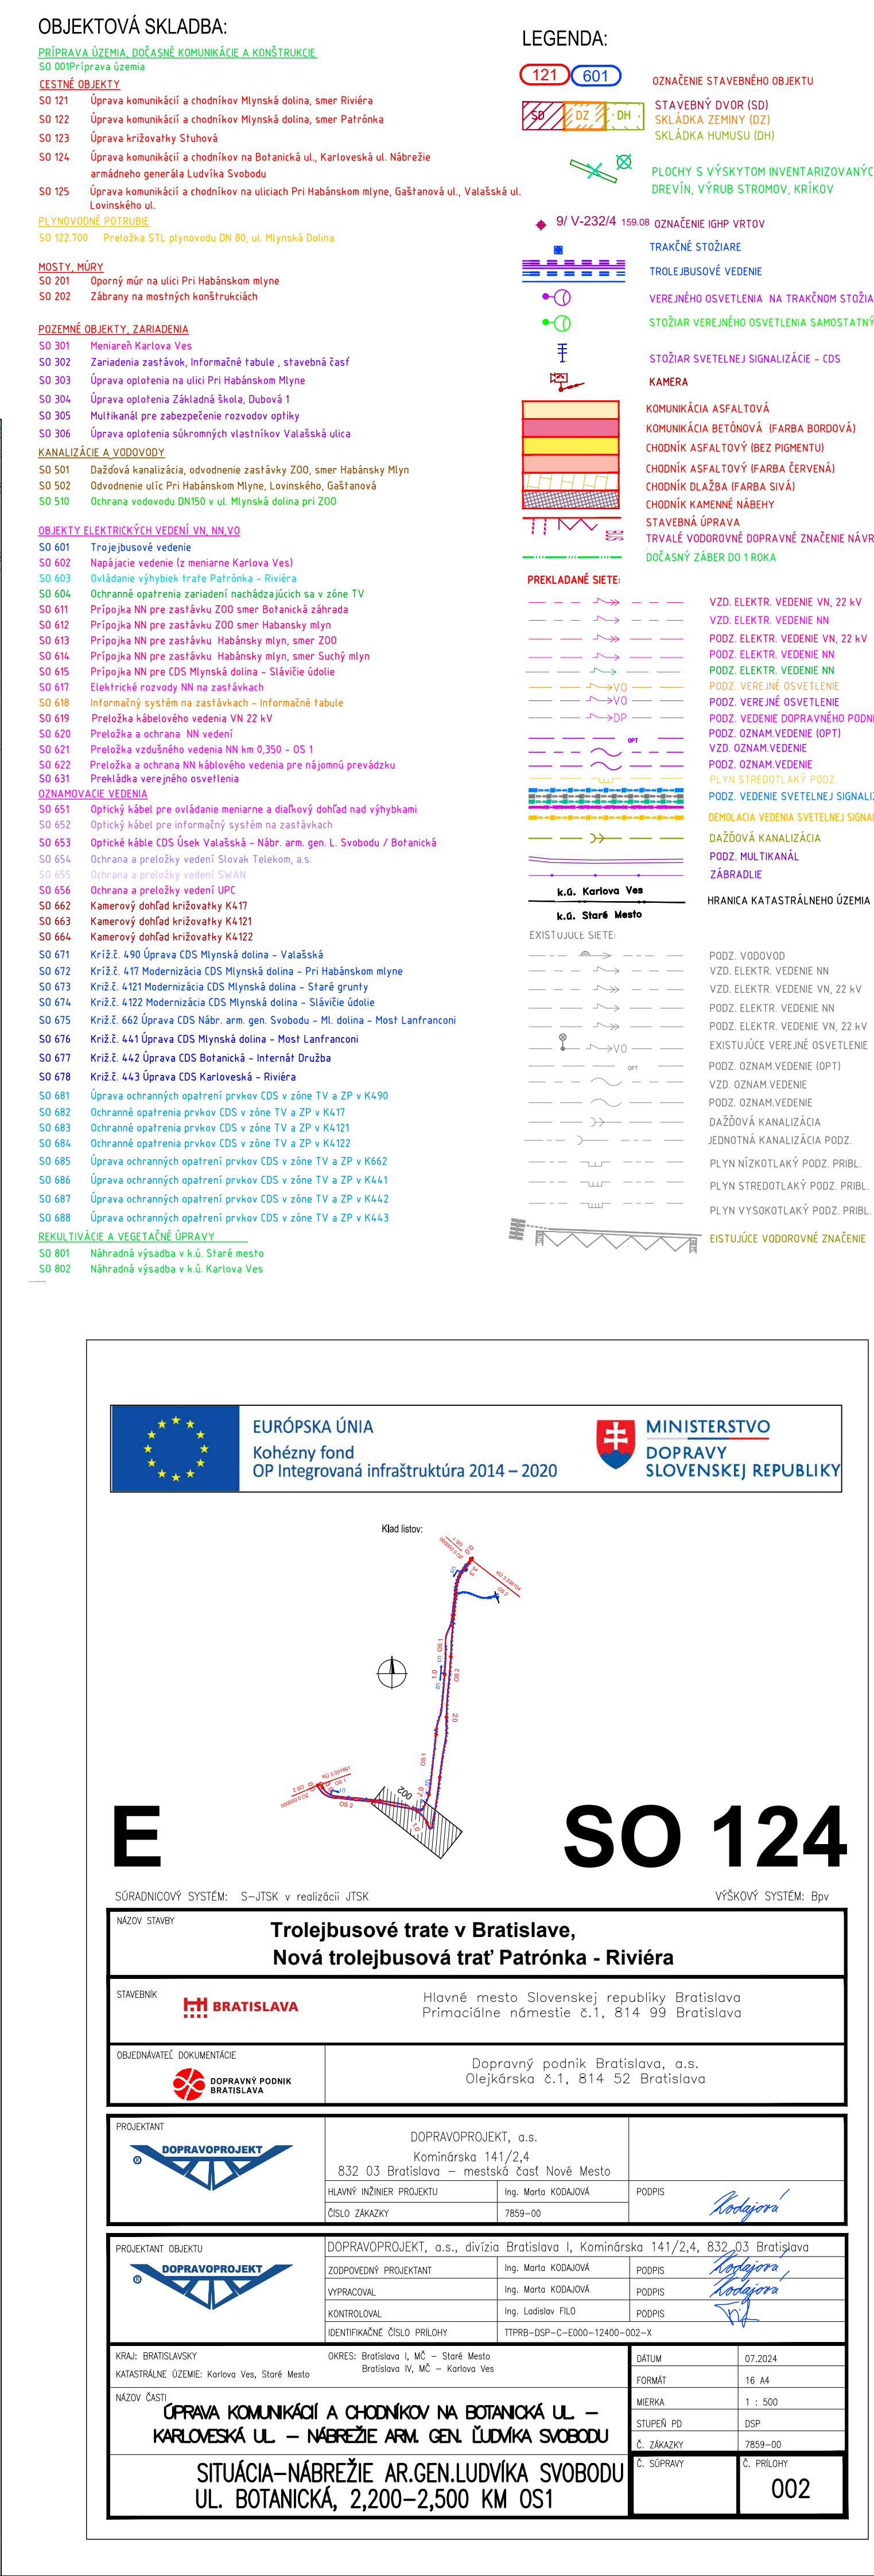 OBJEKTOVÁ SKLADBA:
PRÍPRAVA ÚZEMIA, DOČASNÉ KOMUNIKÁCIE A KONŠTRUKCIE
SO 001Príprava územia
CESTNÉ OBJEKTY
SO 121 Úprava komunikácií a chodníkov Mlynská dolina, smer Riviéra
SO 122 Úprava komunikácií a chodníkov Mlynská dolina, smer Patrónka
SO 123 Úprava križovatky Stuhová
SO 124 Úprava komunikácií a chodníkov na Botanická ul., Karloveská ul. Nábrežie
armádneho generála Ludvíka Svobodu
SO 125 Úprava komunikácií a chodníkov na uliciach Pri Habánskom mlyne, Gaštanová ul., Valašská ul.
Lovinského ul.
PLYNOVODNÉ POTRUBIE
SO 122.700 Preložka STL plynovodu DN 80, ul. Mlynská Dolina
MOSTY, MÚRY
SO 201 Oporný múr na ulici Pri Habánskom mlyne
SO 202 Zábrany na mostných konštrukciách
POZEMNÉ OBJEKTY, ZARIADENIA
SO 301 Meniareň Karlova Ves
SO 302 Zariadenia zastávok, Informačné tabule , stavebná časť
SO 303 Úprava oplotenia na ulici Pri Habánskom Mlyne
SO 304 Úprava oplotenia Základná škola, Dubová 1
SO 305 Multikanál pre zabezpečenie rozvodov optiky
SO 306 Úprava oplotenia súkromných vlastníkov Valašská ulica
KANALIZÁCIE A VODOVODY
SO 501 Dažďová kanalizácia, odvodnenie zastávky ZOO, smer Habánsky Mlyn
SO 502 Odvodnenie ulíc Pri Habánskom Mlyne, Lovinského, Gaštanová
SO 510 Ochrana vodovodu DN150 v ul. Mlynská dolina pri ZOO
OBJEKTY ELEKTRICKÝCH VEDENÍ VN, NN,VO
SO 601 Trojejbusové vedenie
SO 602 Napájacie vedenie (z meniarne Karlova Ves)
SO 603 Ovládanie výhybiek trate Patrónka - Riviéra
SO 604 Ochranné opatrenia zariadení nachádzajúcich sa v zóne TV
SO 611 Prípojka NN pre zastávku ZOO smer Botanická záhrada
SO 612 Prípojka NN pre zastávku ZOO smer Habansky mlyn
SO 613 Prípojka NN pre zastávku Habánsky mlyn, smer ZOO
SO 614 Prípojka NN pre zastávku Habánsky mlyn, smer Suchý mlyn
SO 615 Prípojka NN pre CDS Mlynská dolina - Slávičie údolie
SO 617 Elektrické rozvody NN na zastávkach
SO 618 Informačný systém na zastávkach - Informačné tabule
SO 619 Preložka kábelového vedenia VN 22 kV
SO 620 Preložka a ochrana NN vedení
SO 621 Preložka vzdušného vedenia NN km 0,350 - OS 1
SO 622 Preložka a ochrana NN káblového vedenia pre nájomnú prevádzku
SO 631 Prekládka verejného osvetlenia
OZNAMOVACIE VEDENIA
SO 651 Optický kábel pre ovládanie meniarne a diaľkový dohľad nad výhybkami
SO 652 Optický kábel pre informačný systém na zastávkach
SO 653 Optické káble CDS Úsek Valašská - Nábr. arm. gen. L. Svobodu / Botanická
SO 654 Ochrana a preložky vedení Slovak Telekom, a.s.
SO 655 Ochrana a preložky vedení SWAN
SO 656 Ochrana a preložky vedení UPC
SO 662 Kamerový dohľad križovatky K417
SO 663 Kamerový dohľad križovatky K4121
SO 664 Kamerový dohľad križovatky K4122
SO 671 Kríž.č. 490 Úprava CDS Mlynská dolina - Valašská
SO 672 Kríž.č. 417 Modernizácia CDS Mlynská dolina - Pri Habánskom mlyne
SO 673 Križ.č. 4121 Modernizácia CDS Mlynská dolina - Staré grunty
SO 674 Križ.č. 4122 Modernizácia CDS Mlynská dolina - Slávičie údolie
SO 675 Križ.č. 662 Úprava CDS Nábr. arm. gen. Svobodu - Ml. dolina - Most Lanfranconi
SO 676 Križ.č. 441 Úprava CDS Mlynská dolina - Most Lanfranconi
SO 677 Križ.č. 442 Úprava CDS Botanická - Internát Družba
SO 678 Križ.č. 443 Úprava CDS Karloveská - Riviéra
SO 681 Úprava ochranných opatrení prvkov CDS v zóne TV a ZP v K490
SO 682 Ochranné opatrenia prvkov CDS v zóne TV a ZP v K417
SO 683 Ochranné opatrenia prvkov CDS v zóne TV a ZP v K4121
SO 684 Ochranné opatrenia prvkov CDS v zóne TV a ZP v K4122
SO 685 Úprava ochranných opatrení prvkov CDS v zóne TV a ZP v K662
SO 686 Úprava ochranných opatrení prvkov CDS v zóne TV a ZP v K441
SO 687 Úprava ochranných opatrení prvkov CDS v zóne TV a ZP v K442
SO 688 Úprava ochranných opatrení prvkov CDS v zóne TV a ZP v K443
REKULTIVÁCIE A VEGETAČNÉ ÚPRAVY
SO 801 Náhradná výsadba v k.ú. Staré mesto
SO 802 Náhradná výsadba v k.ú. Karlova Ves
LEGENDA:
121 601 OZNAČENIE STAVEBNÉHO OBJEKTU
SD DZ DH STAVEBNÝ DVOR (SD)
SKLÁDKA ZEMINY (DZ)
SKLÁDKA HUMUSU (DH)
PLOCHY S VÝSKYTOM INVENTARIZOVANÝC
DREVÍN, VÝRUB STROMOV, KRÍKOV
9/ V-232/4 159.08 OZNAČENIE IGHP VRTOV
TRAKČNÉ STOŽIARE
TROLEJBUSOVÉ VEDENIE
VEREJNÉHO OSVETLENIA NA TRAKČNOM STOŽIA
STOŽIAR VEREJNÉHO OSVETLENIA SAMOSTATNÝ
STOŽIAR SVETELNEJ SIGNALIZÁCIE - CDS
KAMERA
KOMUNIKÁCIA ASFALTOVÁ
KOMUNIKÁCIA BETÓNOVÁ (FARBA BORDOVÁ)
CHODNÍK ASFALTOVÝ (BEZ PIGMENTU)
CHODNÍK ASFALTOVÝ (FARBA ČERVENÁ)
CHODNÍK DLAŽBA (FARBA SIVÁ)
CHODNÍK KAMENNÉ NÁBEHY
STAVEBNÁ ÚPRAVA
TRVALÉ VODOROVNÉ DOPRAVNÉ ZNAČENIE NÁVR
DOČASNÝ ZÁBER DO 1 ROKA
PREKLADANÉ SIETE:
VZD. ELEKTR. VEDENIE VN, 22 kV
VZD. ELEKTR. VEDENIE NN
PODZ. ELEKTR. VEDENIE VN, 22 kV
PODZ. ELEKTR. VEDENIE NN
PODZ. ELEKTR. VEDENIE NN
VO PODZ. VEREJNÉ OSVETLENIE
VO PODZ. VEREJNÉ OSVETLENIE
DP PODZ. VEDENIE DOPRAVNÉHO PODN
OPT PODZ. OZNAM.VEDENIE (OPT)
VZD. OZNAM.VEDENIE
PODZ. OZNAM.VEDENIE
PLYN STREDOTLAKÝ PODZ.
PODZ. VEDENIE SVETELNEJ SIGNALIZ
DEMOLACIA VEDENIA SVETELNEJ SIGNAL
DAŽĎOVÁ KANALIZÁCIA
PODZ. MULTIKANÁL
ZÁBRADLIE
k.ú. Karlova Ves
HRANICA KATASTRÁLNEHO ÚZEMIA
k.ú. Staré Mesto
EXISTUJÚCE SIETE:
PODZ. VODOVOD
VZD. ELEKTR. VEDENIE NN
VZD. ELEKTR. VEDENIE VN, 22 kV
PODZ. ELEKTR. VEDENIE NN
PODZ. ELEKTR. VEDENIE VN, 22 kV
VO EXISTUJÚCE VEREJNÉ OSVETLENIE
OPT PODZ. OZNAM.VEDENIE (OPT)
VZD. OZNAM.VEDENIE
PODZ. OZNAM.VEDENIE
DAŽĎOVÁ KANALIZÁCIA
JEDNOTNÁ KANALIZÁCIA PODZ.
PLYN NÍZKOTLAKÝ PODZ. PRIBL.
PLYN STREDOTLAKÝ PODZ. PRIBL.
PLYN VYSOKOTLAKÝ PODZ. PRIBL.
EISTUJÚCE VODOROVNÉ ZNAČENIE
EURÓPSKA ÚNIA
Kohézny fond
OP Integrovaná infraštruktúra 2014 – 2020
MINISTERSTVO
DOPRAVY
SLOVENSKEJ REPUBLIKY
Klad listov:
OS 1
OS 2
1.0
OS 2
2.0
OS 1
2.0
KÚ 3,031891
OS 1
OS 2
002
1.0
E SO 124
SÚRADNICOVÝ SYSTÉM: S-JTSK v realizácii JTSK
VÝŠKOVÝ SYSTÉM: Bpv
NÁZOV STAVBY
Trolejbusové trate v Bratislave,
Nová trolejbusová trať Patrónka - Riviéra
STAVEBNÍK
BRATISLAVA
Hlavné mesto Slovenskej republiky Bratislava
Primaciálne námestie č.1, 814 99 Bratislava
OBJEDNÁVATEĽ DOKUMENTÁCIE
DOPRAVNÝ PODNIK
BRATISLAVA
Dopravný podnik Bratislava, a.s.
Olejkárska č.1, 814 52 Bratislava
PROJEKTANT
DOPRAVOPROJEKT
®
DOPRAVOPROJEKT, a.s.
Kominárska 141/2,4
832 03 Bratislava – mestská časť Nové Mesto
HLAVNÝ INŽINIER PROJEKTU Ing. Marta KODAJOVÁ PODPIS Kodajová
ČÍSLO ZÁKAZKY 7859-00
PROJEKTANT OBJEKTU
DOPRAVOPROJEKT
®
DOPRAVOPROJEKT, a.s., divízia Bratislava I, Kominárska 141/2,4, 832 03 Bratislava
ZODPOVEDNÝ PROJEKTANT Ing. Marta KODAJOVÁ PODPIS Kodajová
VYPRACOVAL Ing. Marta KODAJOVÁ PODPIS Kodajová
KONTROLOVAL Ing. Ladislav FILO PODPIS
IDENTIFIKAČNÉ ČÍSLO PRÍLOHY TTPRB-DSP-C-E000-12400-002-X
KRAJ: BRATISLAVSKY
OKRES: Bratislava I, MČ – Staré Mesto
Bratislava IV, MČ – Karlova Ves
KATASTRÁLNE ÚZEMIE: Karlova Ves, Staré Mesto
DÁTUM 07.2024
FORMÁT 16 A4
MIERKA 1 : 500
STUPEŇ PD DSP
Č. ZÁKAZKY 7859-00
NÁZOV ČASTI
ÚPRAVA KOMUNIKÁCIÍ A CHODNÍKOV NA BOTANICKÁ UL. –
KARLOVESKÁ UL. – NÁBREŽIE ARM. GEN. ĽUDVÍKA SVOBODU
SITUÁCIA-NÁBREŽIE AR.GEN.LUDVÍKA SVOBODU
UL. BOTANICKÁ, 2,200-2,500 KM OS1
Č. SÚPRAVY
Č. PRÍLOHY
002